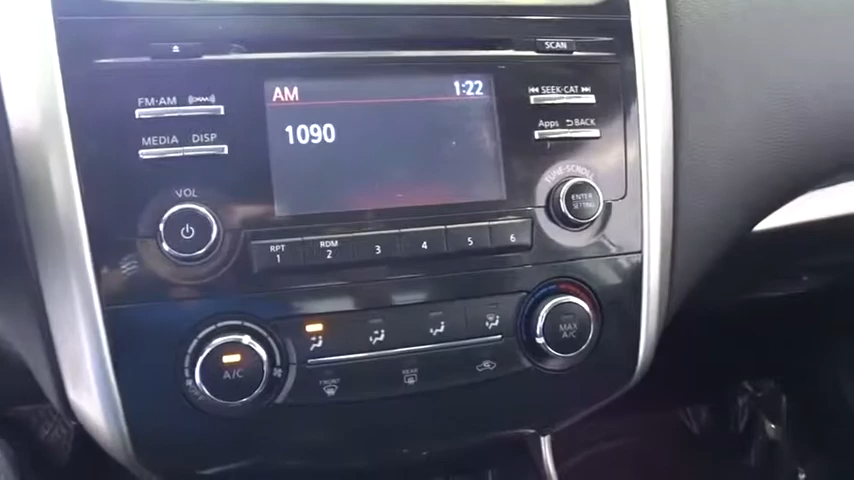 SCAN
FM·AM
MEDIA DISP
AM 1:22
1090
SEEK·CAT
Apps BACK
VOL
TUNE·SCROLL
ENTER
SETTING
RPT 1
RDM 2
3
4
5
6
A/C
OFF
FRONT
REAR
MAX A/C